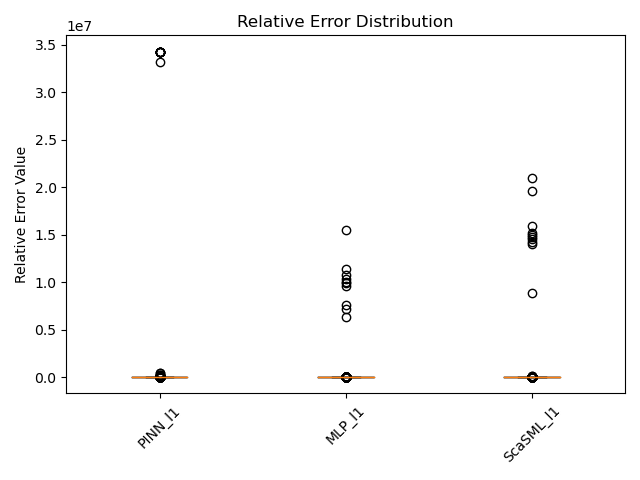 Relative Error Distribution
1e7
3.5
3.0
2.5
2.0
1.5
1.0
0.5
0.0
Relative Error Value
PINN_l1
MLP_l1
ScaSML_l1